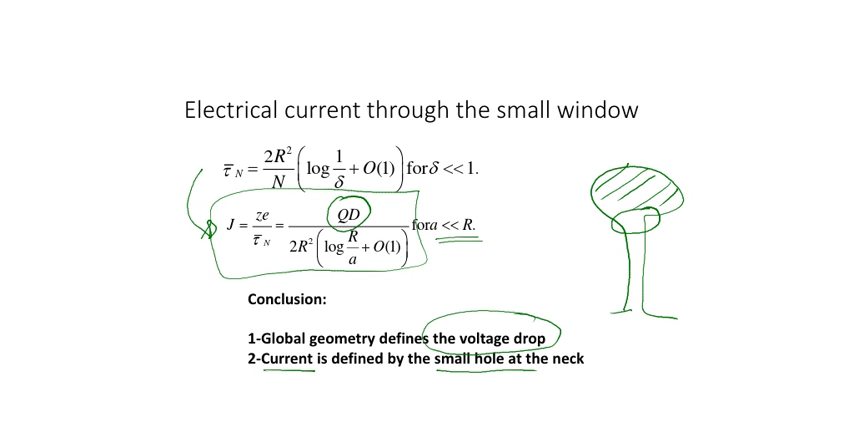 Electrical current through the small window
τ̄_N = 2R²/N (log 1/δ + O(1)) for δ << 1.
J = ze/τ̄_N = QD/(2R²(log R/a + O(1))) for a << R.
Conclusion:
1-Global geometry defines the voltage drop
2-Current is defined by the small hole at the neck